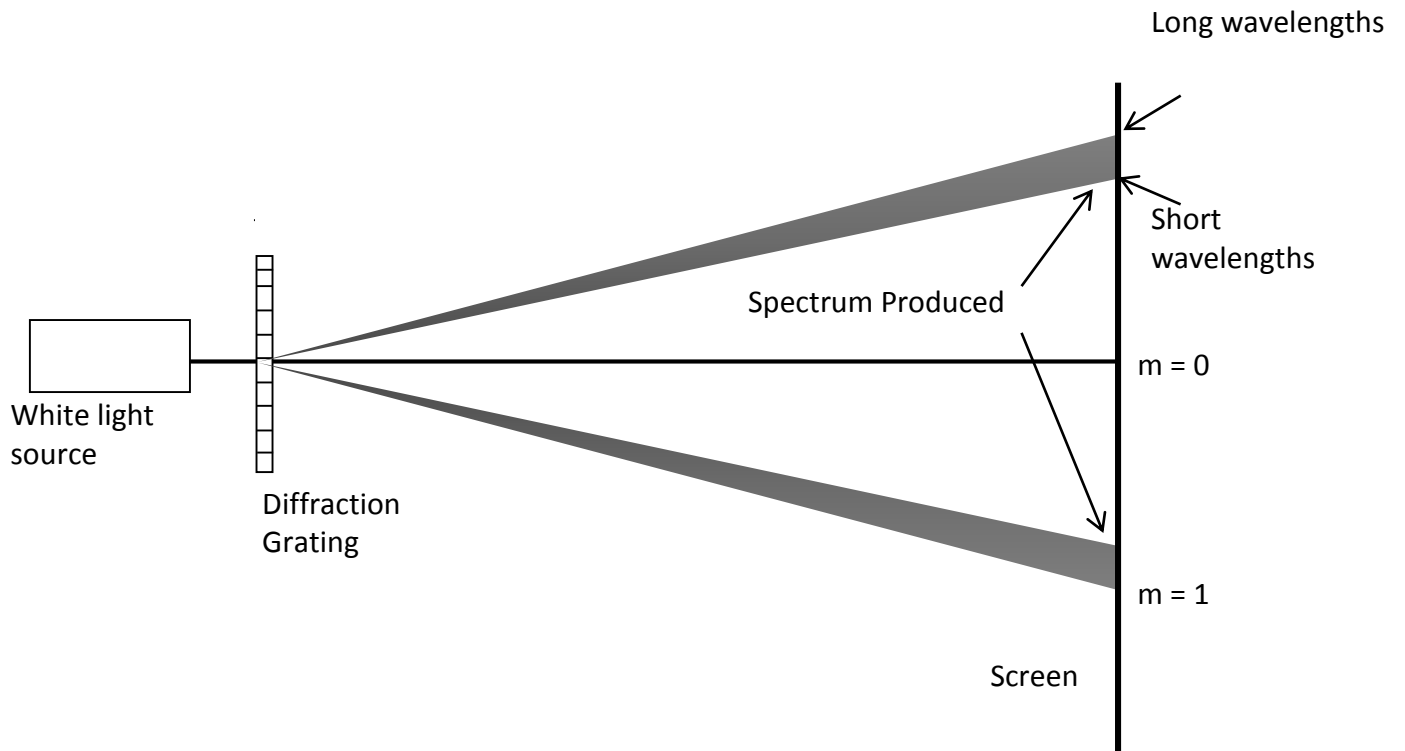 Long wavelengths
Short
wavelengths
Spectrum Produced
m = 0
White light
source
Diffraction
Grating
m = 1
Screen